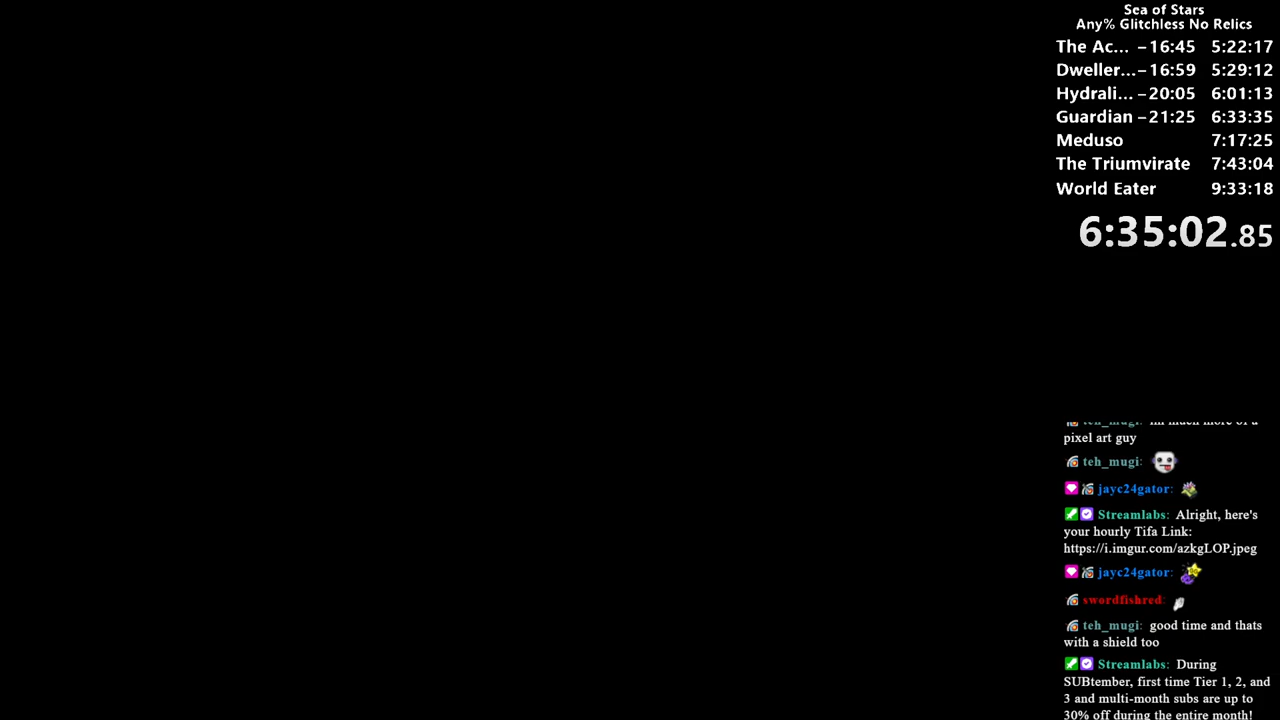 Sea of Stars
Any% Glitchless No Relics
The Ac... −16:45 5:22:17
Dweller...−16:59 5:29:12
Hydrali... −20:05 6:01:13
Guardian −21:25 6:33:35
Meduso 7:17:25
The Triumvirate 7:43:04
World Eater 9:33:18
6:35:02.85
teh_mugi: im much more of a
pixel art guy
teh_mugi:
jayc24gator:
Streamlabs: Alright, here's
your hourly Tifa Link:
https://i.imgur.com/azkgLOP.jpeg
jayc24gator:
swordfishred:
teh_mugi: good time and thats
with a shield too
Streamlabs: During
SUBtember, first time Tier 1, 2, and
3 and multi-month subs are up to
30% off during the entire month!